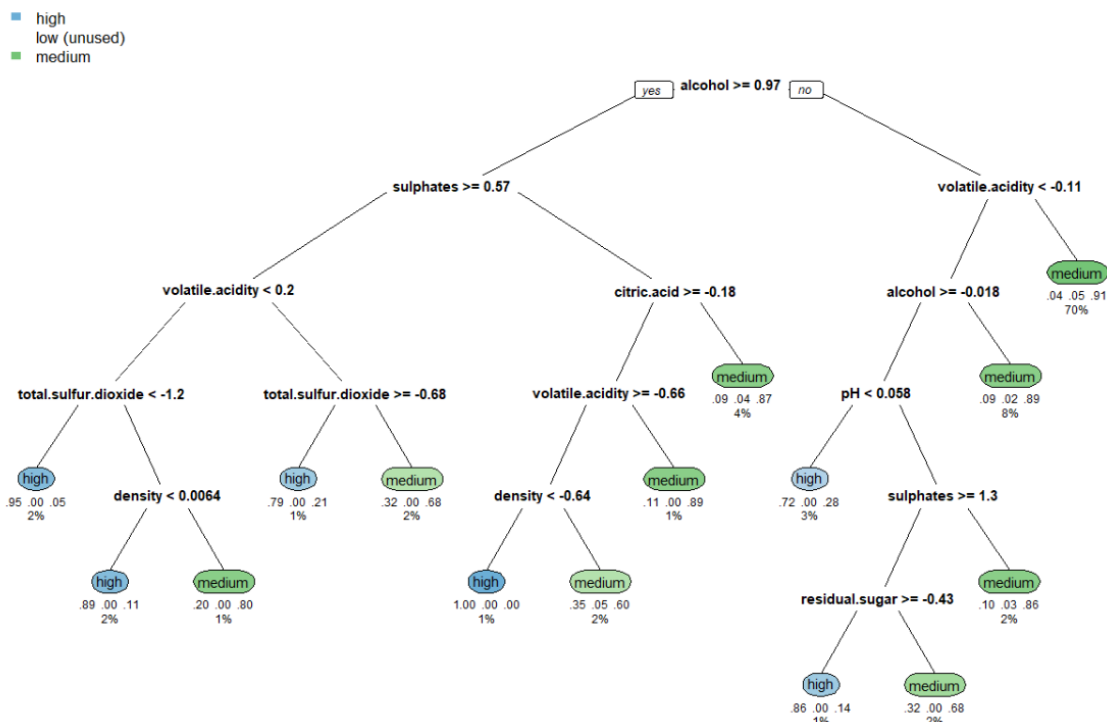 high
low (unused)
medium
yes alcohol >= 0.97 no
sulphates >= 0.57
volatile.acidity < -0.11
volatile.acidity < 0.2
citric.acid >= -0.18
alcohol >= -0.018
medium
.04 .05 .91
70%
total.sulfur.dioxide < -1.2
total.sulfur.dioxide >= -0.68
volatile.acidity >= -0.66
medium
.09 .04 .87
4%
pH < 0.058
medium
.09 .02 .89
8%
high
.95 .00 .05
2%
density < 0.0064
high
.79 .00 .21
1%
medium
.32 .00 .68
2%
density < -0.64
medium
.11 .00 .89
1%
high
.72 .00 .28
3%
sulphates >= 1.3
high
.89 .00 .11
2%
medium
.20 .00 .80
1%
high
1.00 .00 .00
1%
medium
.35 .05 .60
2%
residual.sugar >= -0.43
medium
.10 .03 .86
2%
high
.86 .00 .14
1%
medium
.32 .00 .68
2%